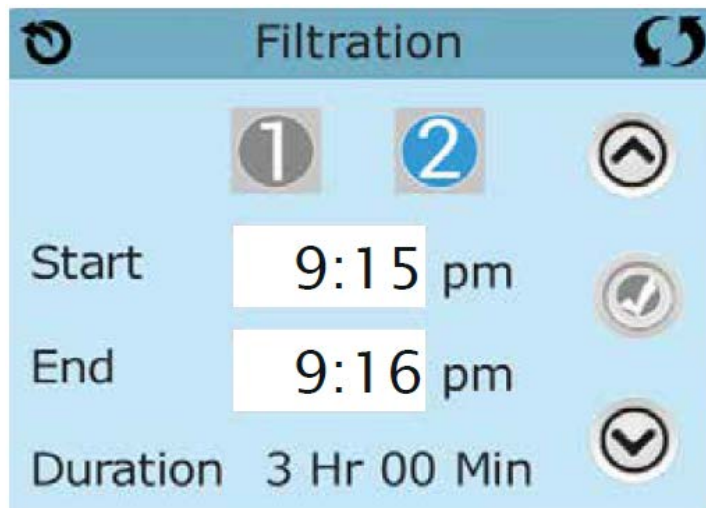 Filtration
1 2
Start 9:15 pm
End 9:16 pm
Duration 3 Hr 00 Min